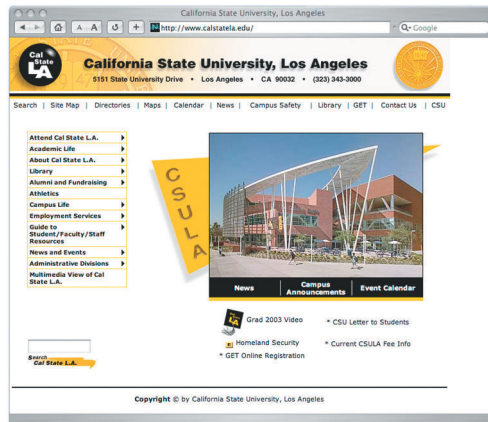 California State University, Los Angeles
A A
http://www.calstatela.edu/
Google
Cal
State
LA
California State University, Los Angeles
5151 State University Drive • Los Angeles • CA 90032 • (323) 343-3000
Search | Site Map | Directories | Maps | Calendar | News | Campus Safety | Library | GET | Contact Us | CSU
Attend Cal State L.A.
Academic Life
About Cal State L.A.
Library
Alumni and Fundraising
Athletics
Campus Life
Employment Services
Guide to
Student/Faculty/Staff
Resources
News and Events
Administrative Divisions
Multimedia View of Cal
State L.A.
CSULA
News
Campus
Announcements
Event Calendar
Grad 2003 Video
* CSU Letter to Students
Homeland Security
* Current CSULA Fee Info
* GET Online Registration
Search
Cal State L.A.
Copyright © by California State University, Los Angeles